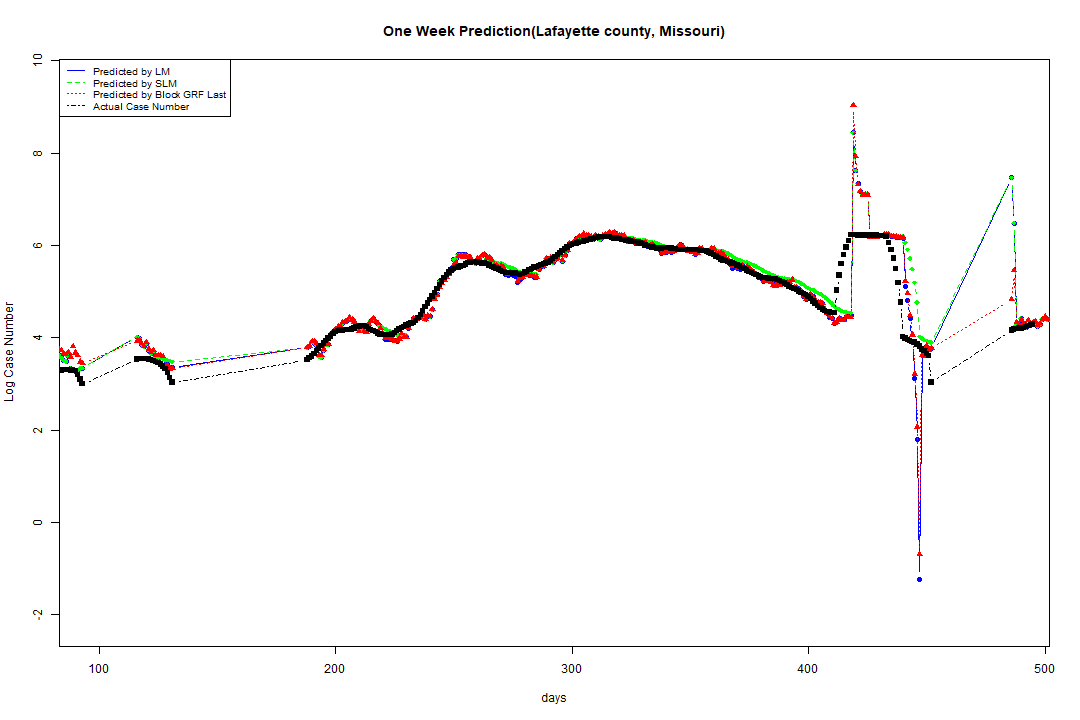 One Week Prediction(Lafayette county, Missouri)
Predicted by LM
Predicted by SLM
Predicted by Block GRF Last
Actual Case Number
Log Case Number
10
8
6
4
2
0
-2
100 200 300 400 500
days